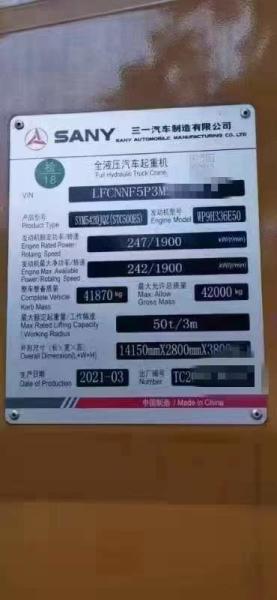 SANY 三一汽车制造有限公司
SANY AUTOMOBILE MANUFACTURING CO., LTD
检
18
全液压汽车起重机
Full Hydraulic Truck Crane
VIN LFCNNF5P3M
产品型号 SYM5420JQZ(STC500E5) 发动机型号 WP9H336E50
Product Type Engine Model
发动机额定功率/转速
Engine Rated Power/ 247/1900 kW(r/min)
Rotaing Speed
发动机最大净功率/转速
Engine Max Available 242/1900 kW(r/min)
Power/Rotaing Speed
整车整备质量 最大允许总质量
Complete Vehicle 41870 kg Max. Allow 42000 kg
Kerb Mass Gross Mass
最大额定起重量/工作幅度
Max Rated Lifting Capacity 50t/3m
/ Working Radius
外形尺寸(长×宽×高) 14150mmX2800mmX3800
Overall Dimension(L×W×H)
生产日期 2021-03 出厂编号 TC2
Date of Production Number
中国制造 / Made in China